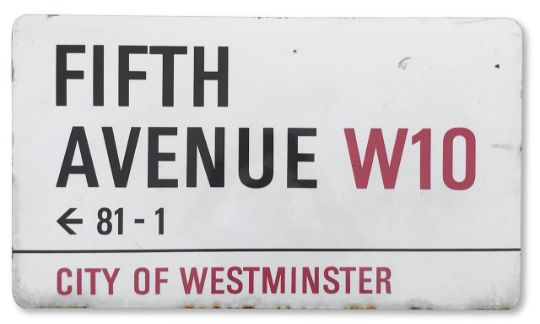 FIFTH
AVENUE W10
← 81 - 1
CITY OF WESTMINSTER